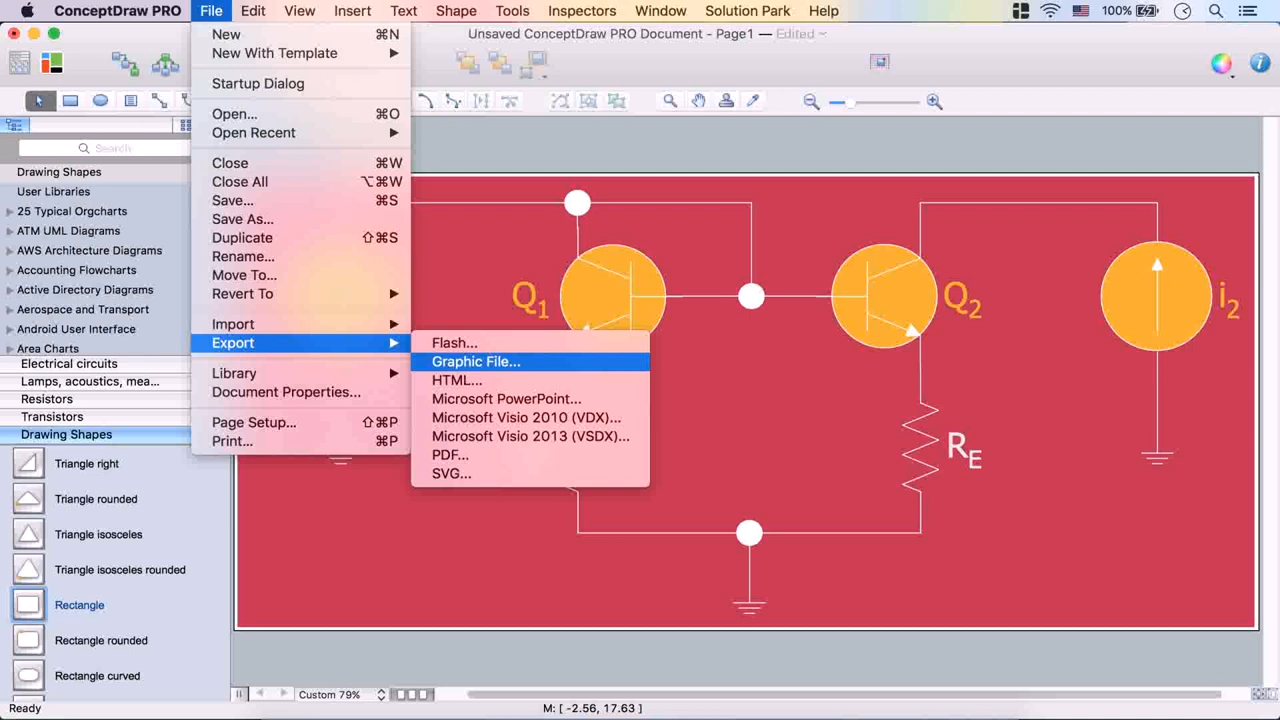 ConceptDraw PRO File Edit View Insert Text Shape Tools Inspectors Window Solution Park Help 100%
Unsaved ConceptDraw PRO Document - Page1 — Edited
New ⌘N
New With Template
Startup Dialog
Open... ⌘O
Open Recent
Close ⌘W
Close All ⌥⌘W
Save... ⌘S
Save As...
Duplicate ⇧⌘S
Rename...
Move To...
Revert To
Import
Export
Library
Document Properties...
Page Setup... ⇧⌘P
Print... ⌘P
Flash...
Graphic File...
HTML...
Microsoft PowerPoint...
Microsoft Visio 2010 (VDX)...
Microsoft Visio 2013 (VSDX)...
PDF...
SVG...
Search
Drawing Shapes
User Libraries
25 Typical Orgcharts
ATM UML Diagrams
AWS Architecture Diagrams
Accounting Flowcharts
Active Directory Diagrams
Aerospace and Transport
Android User Interface
Area Charts
Electrical circuits
Lamps, acoustics, mea...
Resistors
Transistors
Drawing Shapes
Triangle right
Triangle rounded
Triangle isosceles
Triangle isosceles rounded
Rectangle
Rectangle rounded
Rectangle curved
Q1
Q2
i2
RE
Custom 79%
Ready M: [ -2.56, 17.63 ]